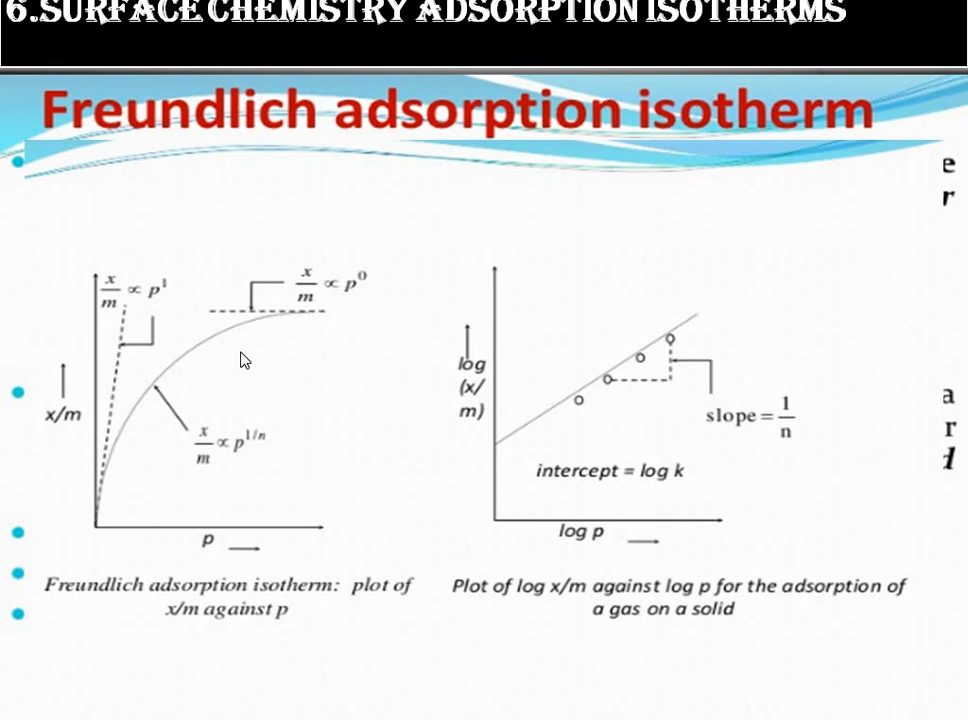 6.SURFACE CHEMISTRY ADSORPTION ISOTHERMS
Freundlich adsorption isotherm
e
r
x/m ∝ p¹
x/m ∝ p⁰
x/m
x/m ∝ p^1/n
p
log
(x/
m)
slope = 1/n
intercept = log k
log p
a
r
d
Freundlich adsorption isotherm: plot of
x/m against p
Plot of log x/m against log p for the adsorption of
a gas on a solid